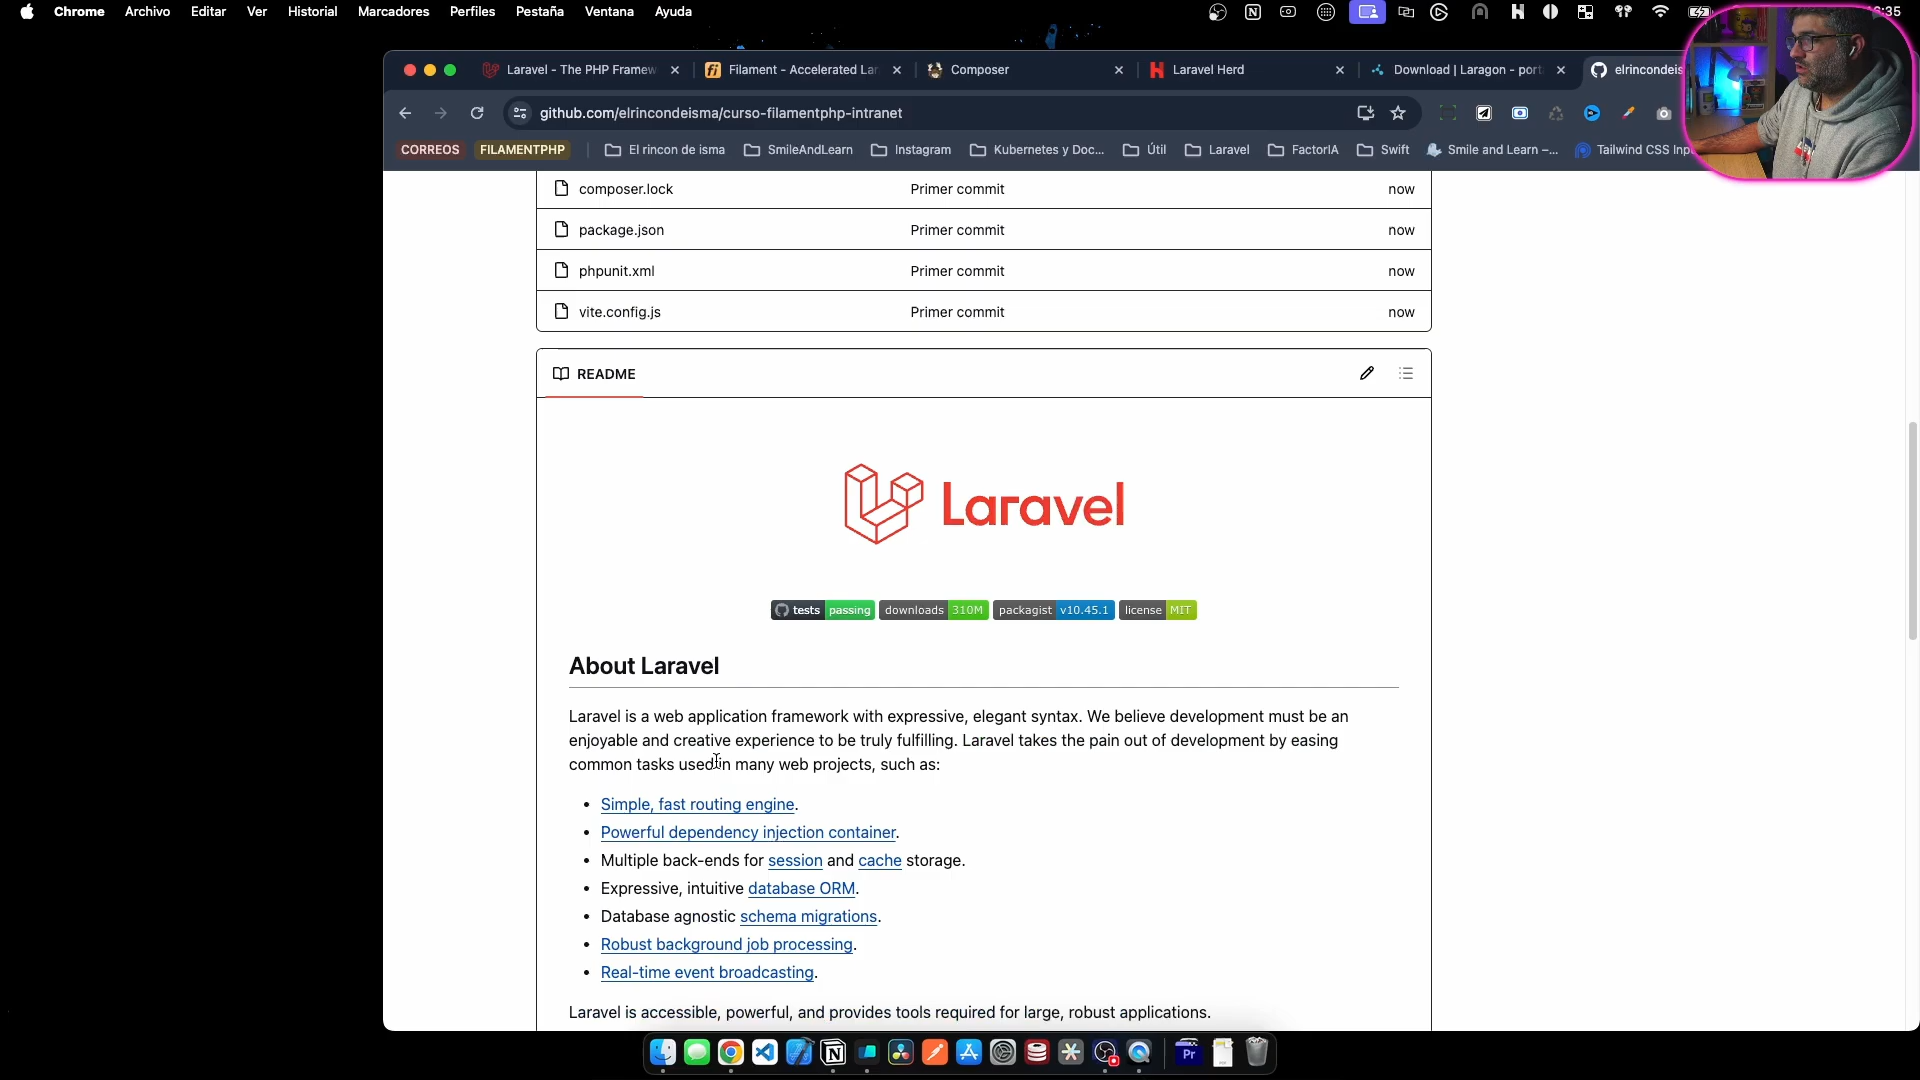 Chrome Archivo Editar Ver Historial Marcadores Perfiles Pestaña Ventana Ayuda
Laravel - The PHP Framew
Filament - Accelerated Lar
Composer
Laravel Herd
Download | Laragon - port
elrincondeis
github.com/elrincondeisma/curso-filamentphp-intranet
CORREOS FILAMENTPHP El rincon de isma SmileAndLearn Instagram Kubernetes y Doc... Útil Laravel FactorIA Swift Smile and Learn –... Tailwind CSS Inp
composer.lock Primer commit now
package.json Primer commit now
phpunit.xml Primer commit now
vite.config.js Primer commit now
README
Laravel
tests passing downloads 310M packagist v10.45.1 license MIT
About Laravel
Laravel is a web application framework with expressive, elegant syntax. We believe development must be an
enjoyable and creative experience to be truly fulfilling. Laravel takes the pain out of development by easing
common tasks used in many web projects, such as:
• Simple, fast routing engine.
• Powerful dependency injection container.
• Multiple back-ends for session and cache storage.
• Expressive, intuitive database ORM.
• Database agnostic schema migrations.
• Robust background job processing.
• Real-time event broadcasting.
Laravel is accessible, powerful, and provides tools required for large, robust applications.
Pr